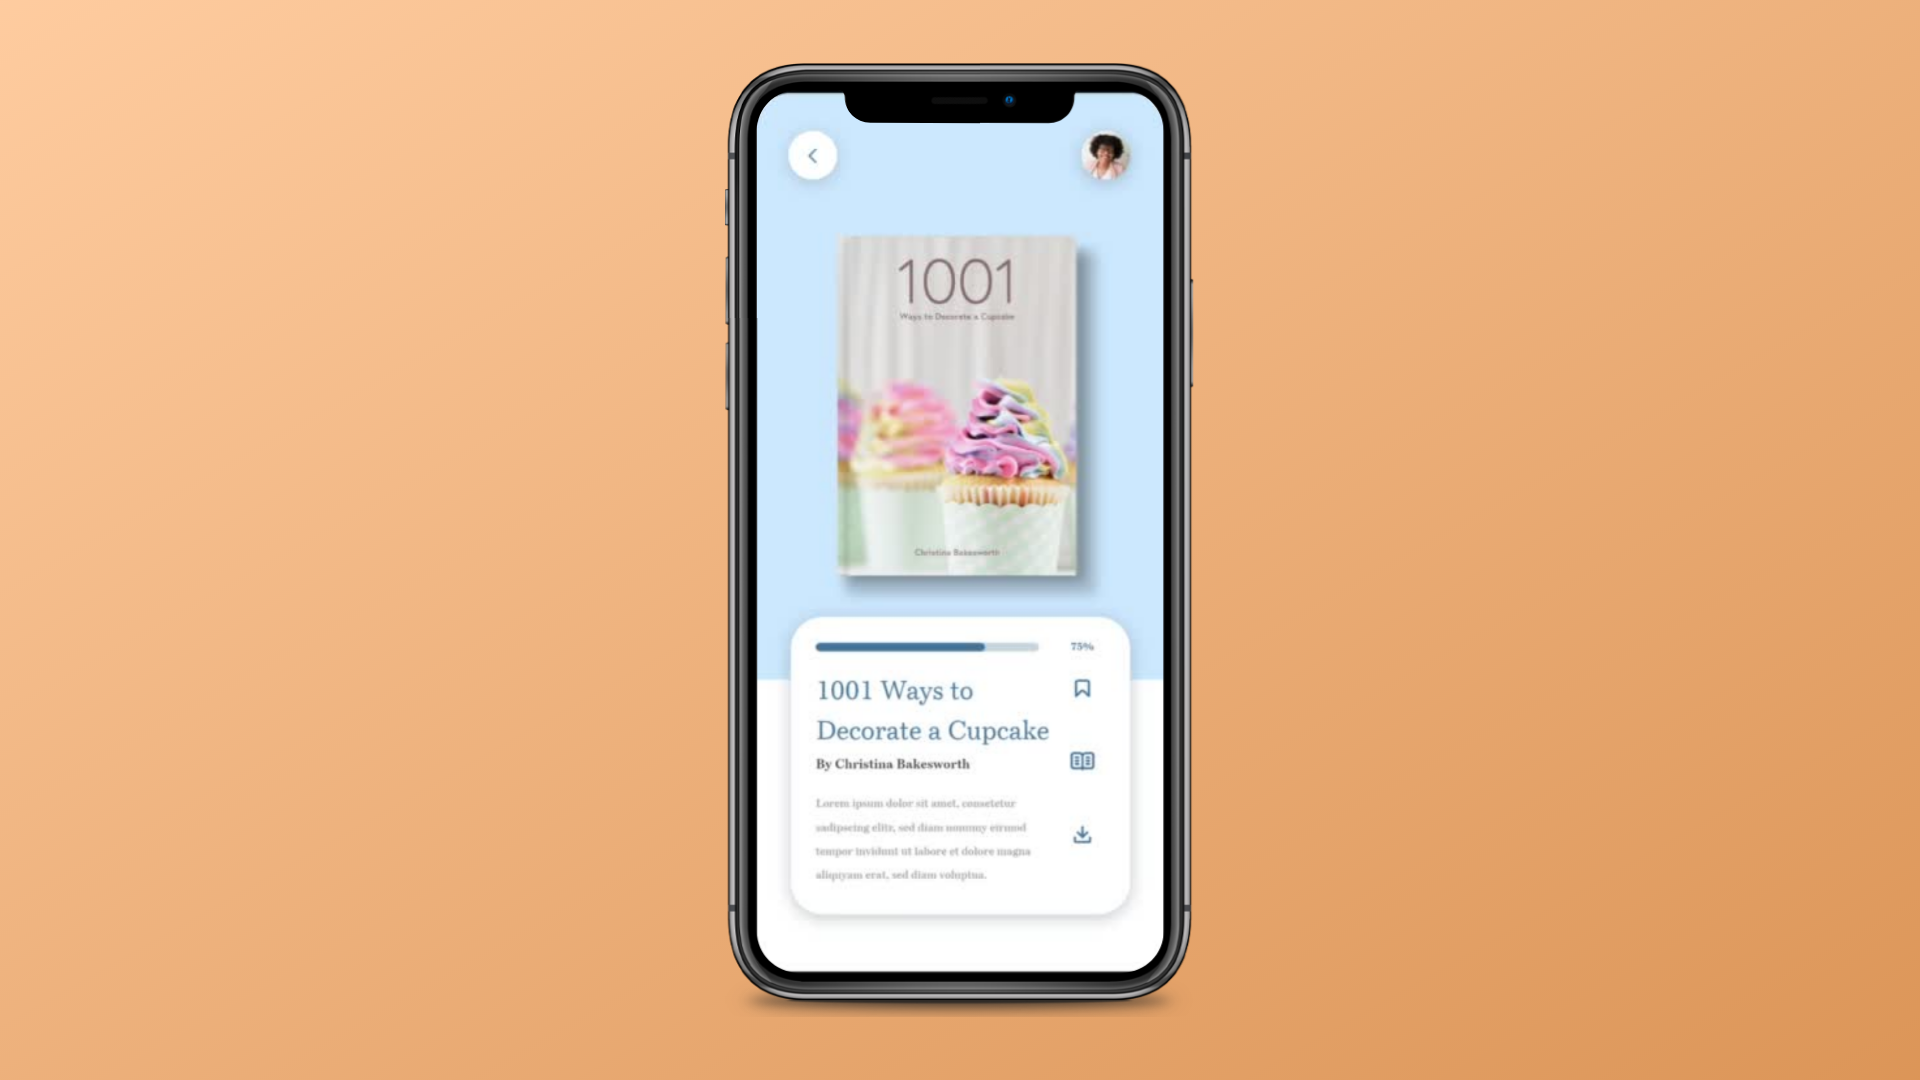 1001
Ways to Decorate a Cupcake
Christina Bakesworth
75%
1001 Ways to
Decorate a Cupcake
By Christina Bakesworth
Lorem ipsum dolor sit amet, consetetur
sadipscing elitr, sed diam nonumy eirmod
tempor invidunt ut labore et dolore magna
aliquyam erat, sed diam voluptua.